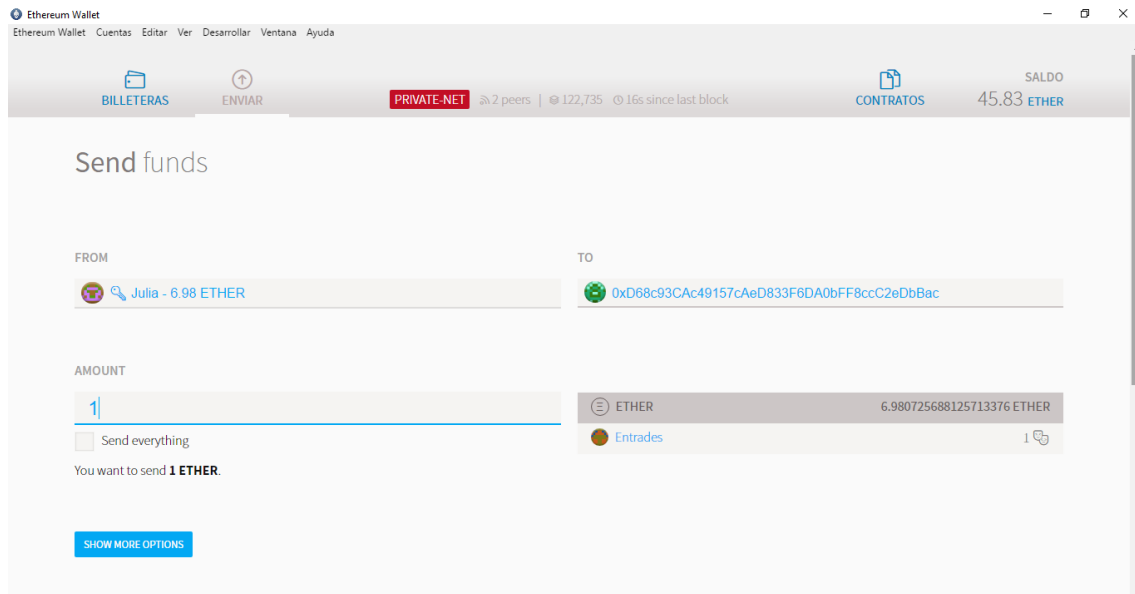 Ethereum Wallet
Ethereum Wallet Cuentas Editar Ver Desarrollar Ventana Ayuda
BILLETERAS
ENVIAR
PRIVATE-NET 2 peers | 122,735 16s since last block
CONTRATOS
SALDO
45.83 ETHER
Send funds
FROM
Julia - 6.98 ETHER
TO
0xD68c93CAc49157cAeD833F6DA0bFF8ccC2eDbBac
AMOUNT
1
Send everything
You want to send 1 ETHER.
ETHER 6.980725688125713376 ETHER
Entrades 1
SHOW MORE OPTIONS